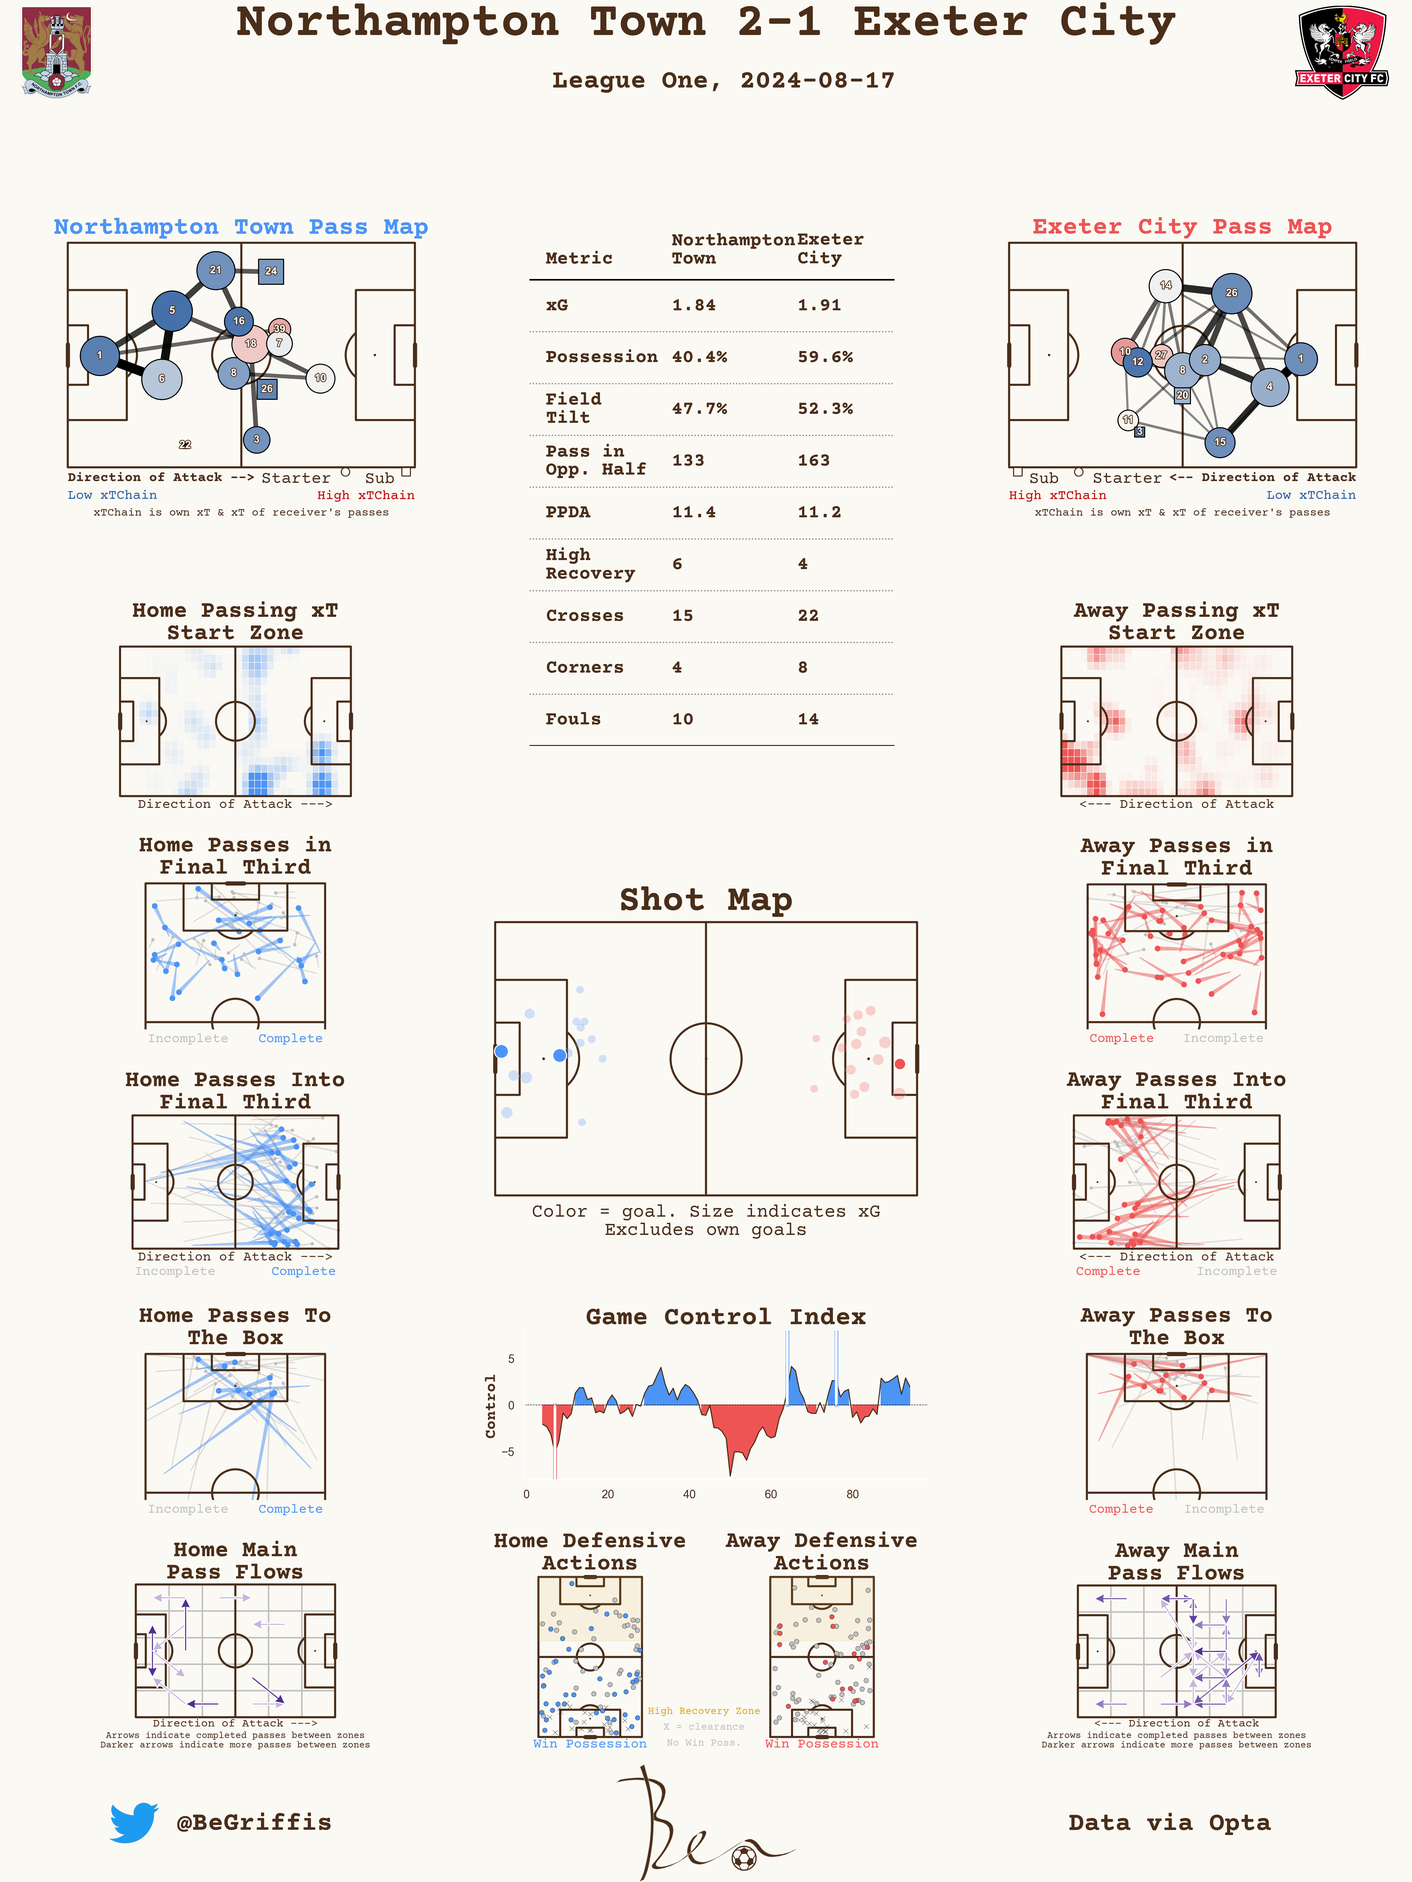 Northampton Town 2-1 Exeter City
League One, 2024-08-17
NORTHAMPTON TOWN F.C.
EXETER CITY FC
Northampton Town Pass Map
21
24
5
16
39
18
7
1
6
8
26
10
3
22
Direction of Attack --> Starter Sub
Low xTChain High xTChain
xTChain is own xT & xT of receiver's passes
Metric Northampton Town Exeter City
xG 1.84 1.91
Possession 40.4% 59.6%
Field Tilt 47.7% 52.3%
Pass in Opp. Half 133 163
PPDA 11.4 11.2
High Recovery 6 4
Crosses 15 22
Corners 4 8
Fouls 10 14
Exeter City Pass Map
14
26
10
12
27
8
2
1
4
20
11
3
15
Sub Starter <-- Direction of Attack
High xTChain Low xTChain
xTChain is own xT & xT of receiver's passes
Home Passing xT
Start Zone
Direction of Attack --->
Away Passing xT
Start Zone
<--- Direction of Attack
Home Passes in
Final Third
Incomplete Complete
Away Passes in
Final Third
Complete Incomplete
Shot Map
Color = goal. Size indicates xG
Excludes own goals
Home Passes Into
Final Third
Direction of Attack --->
Incomplete Complete
Away Passes Into
Final Third
<--- Direction of Attack
Complete Incomplete
Home Passes To
The Box
Incomplete Complete
Game Control Index
Control
5
0
−5
0 20 40 60 80
Away Passes To
The Box
Complete Incomplete
Home Main
Pass Flows
Direction of Attack --->
Arrows indicate completed passes between zones
Darker arrows indicate more passes between zones
Home Defensive
Actions
Win Possession
Away Defensive
Actions
Win Possession
High Recovery Zone
X = clearance
No Win Poss.
Away Main
Pass Flows
<--- Direction of Attack
Arrows indicate completed passes between zones
Darker arrows indicate more passes between zones
@BeGriffis
Ben
Data via Opta